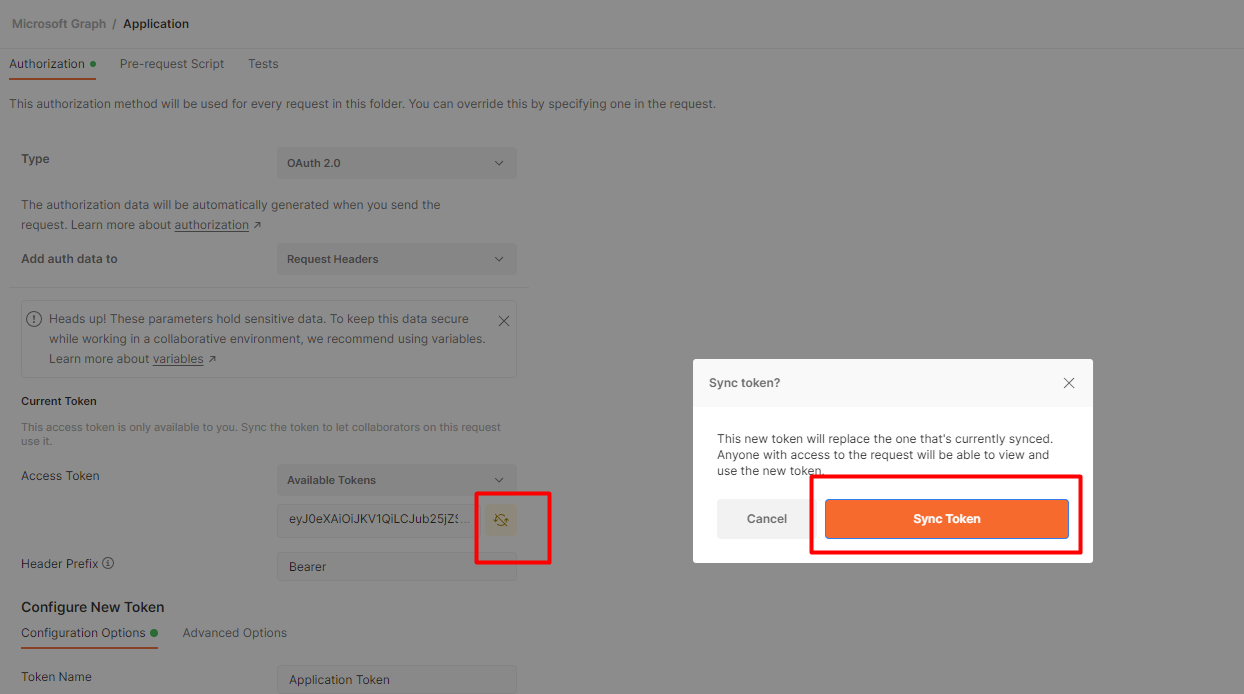 Microsoft Graph / Application
Authorization
Pre-request Script
Tests
This authorization method will be used for every request in this folder. You can override this by specifying one in the request.
Type
OAuth 2.0
The authorization data will be automatically generated when you send the
request. Learn more about authorization ↗
Add auth data to
Request Headers
Heads up! These parameters hold sensitive data. To keep this data secure
while working in a collaborative environment, we recommend using variables.
Learn more about variables ↗
Current Token
This access token is only available to you. Sync the token to let collaborators on this request
use it.
Access Token
Available Tokens
eyJ0eXAiOiJKV1QiLCJub25jZS...
Header Prefix
Bearer
Configure New Token
Configuration Options
Advanced Options
Token Name
Application Token
Sync token?
This new token will replace the one that's currently synced.
Anyone with access to the request will be able to view and
use the new token.
Cancel
Sync Token